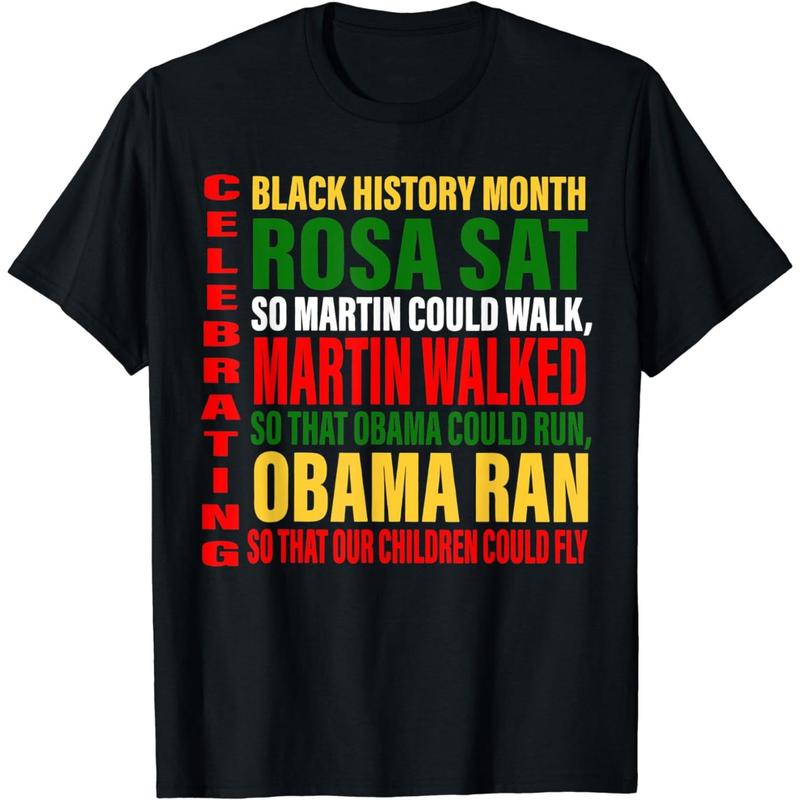 CELEBRATING
BLACK HISTORY MONTH
ROSA SAT
SO MARTIN COULD WALK,
MARTIN WALKED
SO THAT OBAMA COULD RUN,
OBAMA RAN
SO THAT OUR CHILDREN COULD FLY